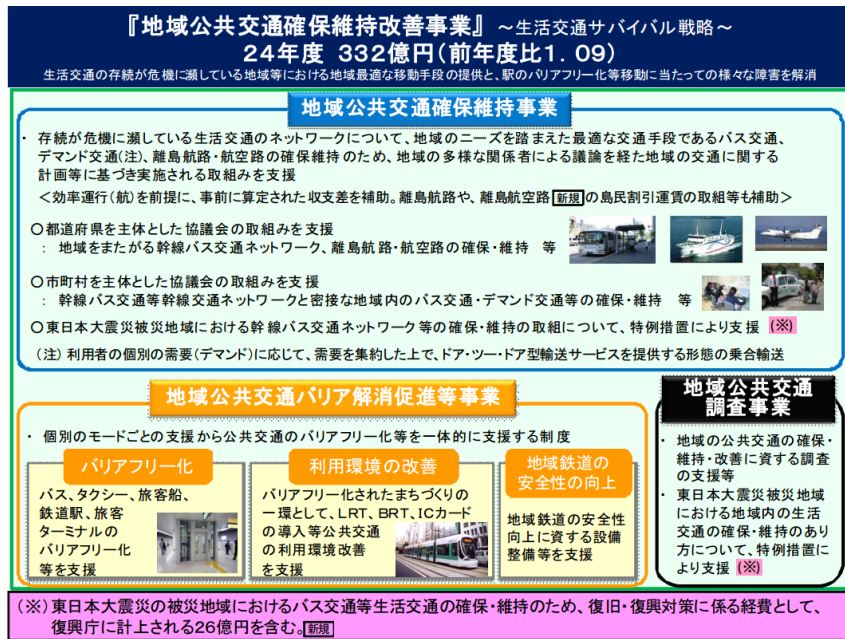 『地域公共交通確保維持改善事業』 ～生活交通サバイバル戦略～
24年度 332億円(前年度比1．09)
生活交通の存続が危機に瀕している地域等における地域最適な移動手段の提供と、駅のバリアフリー化等移動に当たっての様々な障害を解消
地域公共交通確保維持事業
・ 存続が危機に瀕している生活交通のネットワークについて、地域のニーズを踏まえた最適な交通手段であるバス交通、
デマンド交通(注)、離島航路・航空路の確保維持のため、地域の多様な関係者による議論を経た地域の交通に関する
計画等に基づき実施される取組みを支援
＜効率運行(航)を前提に、事前に算定された収支差を補助。離島航路や、離島航空路 新規 の島民割引運賃の取組等も補助＞
○都道府県を主体とした協議会の取組みを支援
： 地域をまたがる幹線バス交通ネットワーク、離島航路・航空路の確保・維持 等
○市町村を主体とした協議会の取組みを支援
： 幹線バス交通等幹線交通ネットワークと密接な地域内のバス交通・デマンド交通等の確保・維持 等
○東日本大震災被災地域における幹線バス交通ネットワーク等の確保・維持の取組について、特例措置により支援 (※)
(注) 利用者の個別の需要(デマンド)に応じて、需要を集約した上で、ドア・ツー・ドア型輸送サービスを提供する形態の乗合輸送
地域公共交通バリア解消促進等事業
・ 個別のモードごとの支援から公共交通のバリアフリー化等を一体的に支援する制度
バリアフリー化
バス、タクシー、旅客船、
鉄道駅、旅客
ターミナルの
バリアフリー化
等を支援
利用環境の改善
バリアフリー化されたまちづくりの
一環として、LRT、BRT、ICカード
の導入等公共交通
の利用環境改善
を支援
地域鉄道の
安全性の向上
地域鉄道の安全性
向上に資する設備
整備等を支援
地域公共交通
調査事業
・ 地域の公共交通の確保・
維持・改善に資する調査
の支援等
・ 東日本大震災被災地域
における地域内の生活
交通の確保・維持のあり
方について、特例措置に
より支援 (※)
(※)東日本大震災の被災地域におけるバス交通等生活交通の確保・維持のため、復旧・復興対策に係る経費として、
復興庁に計上される26億円を含む。新規